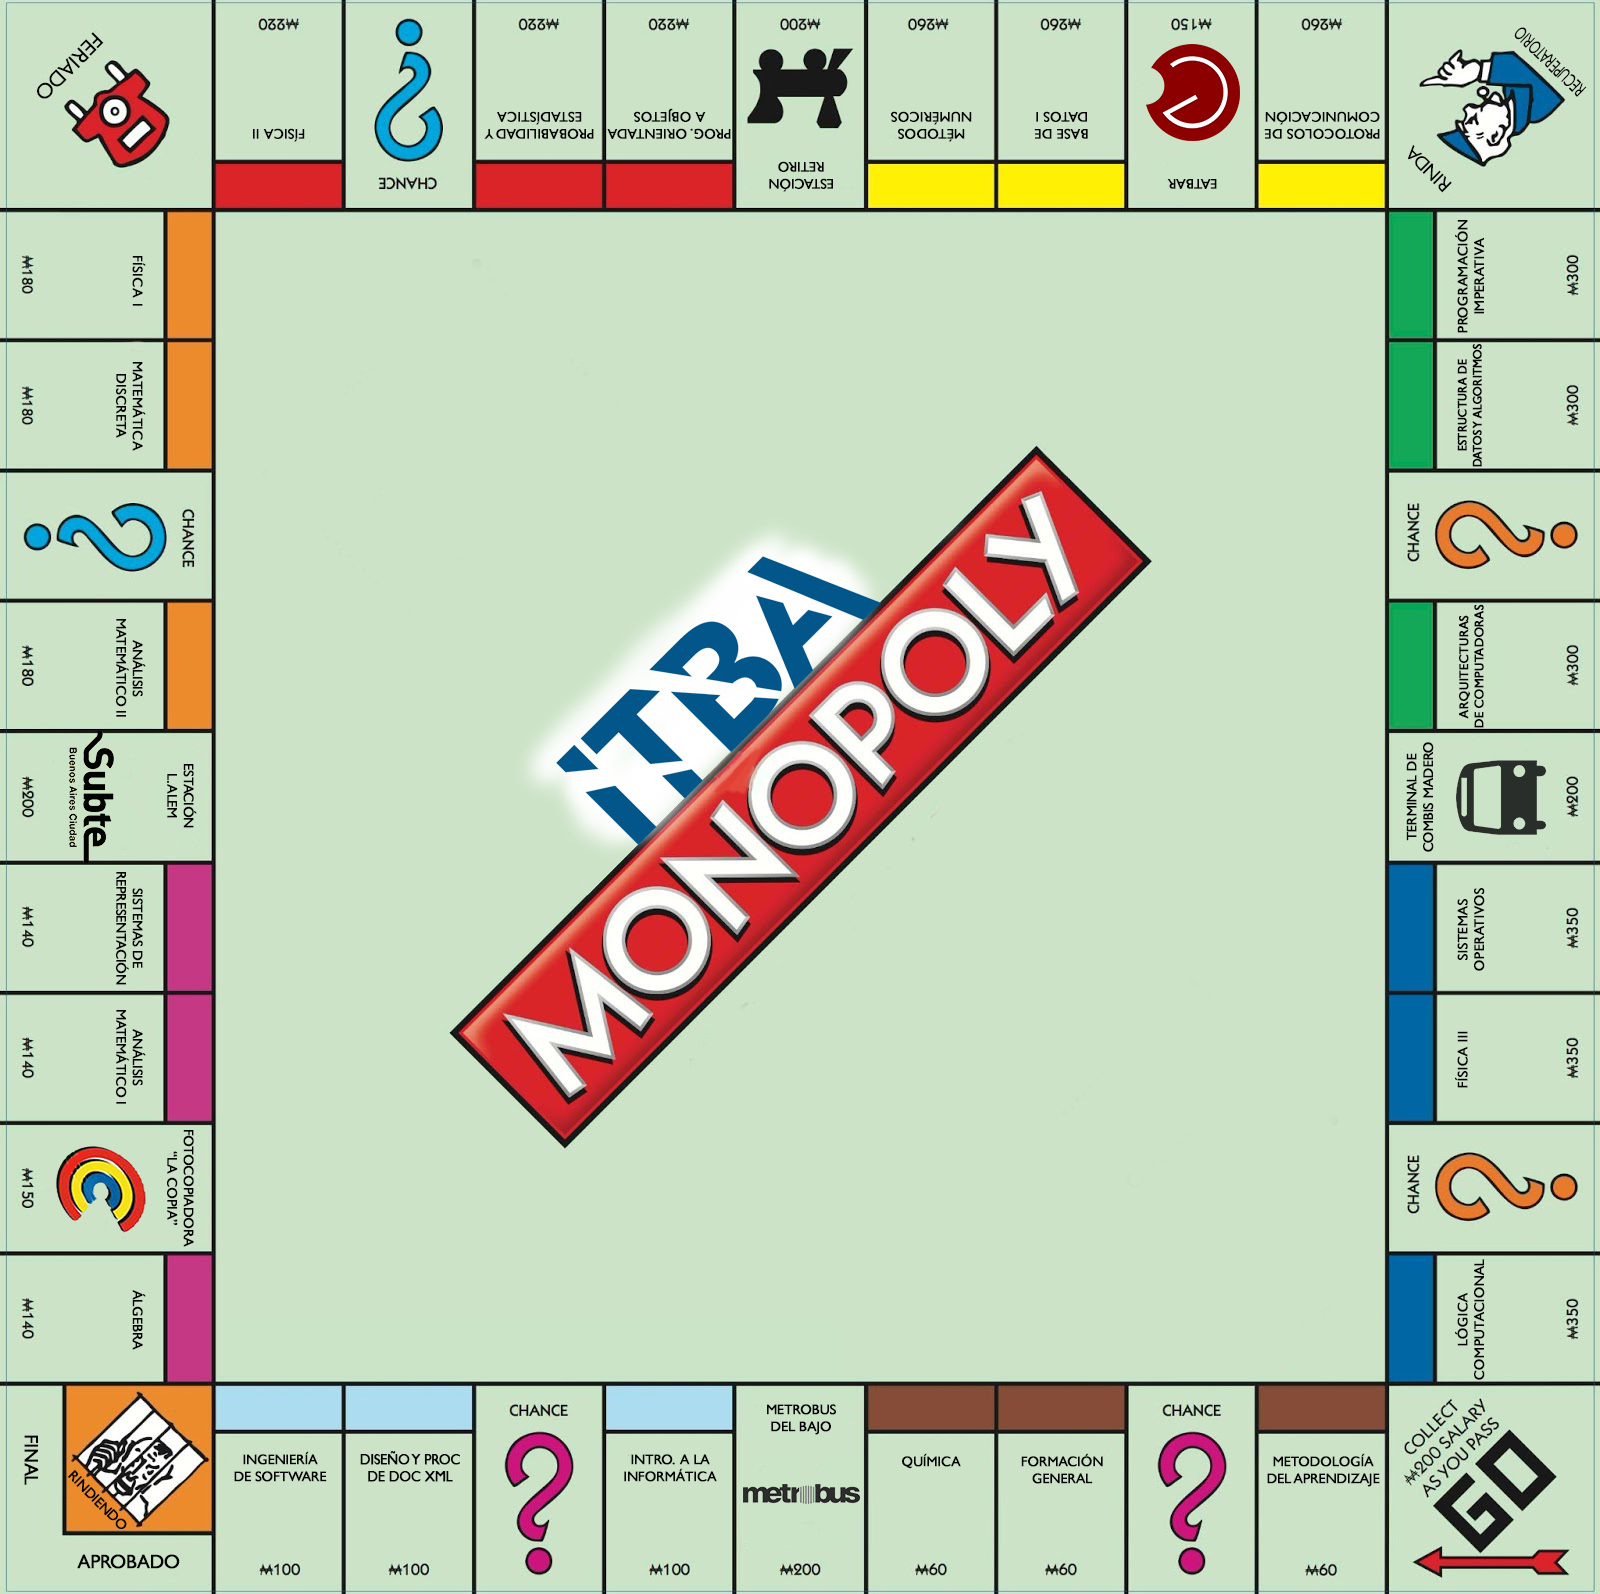 FERIADO
₩220
FÍSICA II
CHANCE
₩220
PROBABILIDAD Y
ESTADÍSTICA
₩220
PROG. ORIENTADA
A OBJETOS
₩200
ESTACIÓN
RETIRO
₩260
MÉTODOS
NUMÉRICOS
₩260
BASE DE
DATOS I
₩150
EATBAR
₩260
PROTOCOLOS DE
COMUNICACIÓN
RINDA
RECUPERATORIO
PROGRAMACIÓN
IMPERATIVA
₩300
ESTRUCTURA DE
DATOS Y ALGORITMOS
₩300
CHANCE
ARQUITECTURAS
DE COMPUTADORAS
₩300
TERMINAL DE
COMBIS MADERO
₩200
SISTEMAS
OPERATIVOS
₩350
FÍSICA III
₩350
CHANCE
LÓGICA
COMPUTACIONAL
₩350
COLLECT
₩200 SALARY
AS YOU PASS
GO
METODOLOGÍA
DEL APRENDIZAJE
₩60
CHANCE
FORMACIÓN
GENERAL
₩60
QUÍMICA
₩60
METROBUS
DEL BAJO
metrobus
₩200
INTRO. A LA
INFORMÁTICA
₩100
CHANCE
DISEÑO Y PROC
DE DOC XML
₩100
INGENIERÍA
DE SOFTWARE
₩100
FINAL
RINDIENDO
APROBADO
ÁLGEBRA
₩140
FOTOCOPIADORA
"LA COPIA"
₩150
ANÁLISIS
MATEMÁTICO I
₩140
SISTEMAS DE
REPRESENTACIÓN
₩140
ESTACIÓN
L. ALEM
Subte
Buenos Aires Ciudad
₩200
ANÁLISIS
MATEMÁTICO II
₩180
CHANCE
MATEMÁTICA
DISCRETA
₩180
FÍSICA I
₩180
ITBA
MONOPOLY